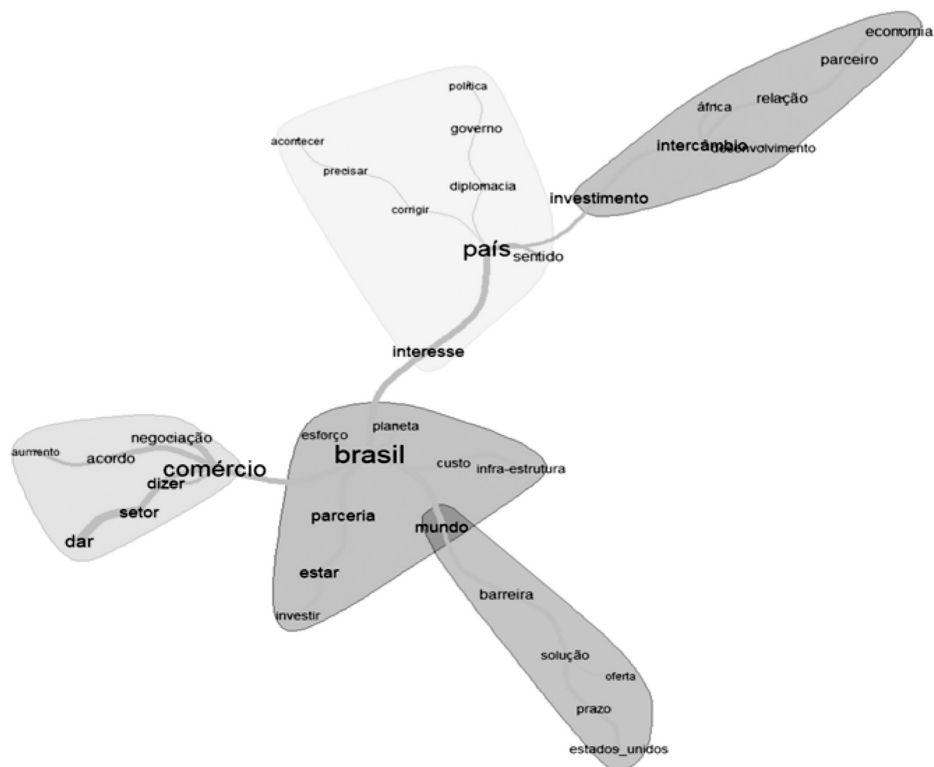 economia
parceiro
política
relação
áfrica
governo
acontecer
intercâmbio
desenvolvimento
precisar
diplomacia
investimento
corrigir
país
sentido
interesse
planeta
esforço
negociação
brasil
aumento
acordo
custo
comércio
infra-estrutura
dizer
setor
parceria
mundo
dar
estar
barreira
investir
solução
oferta
prazo
estados_unidos